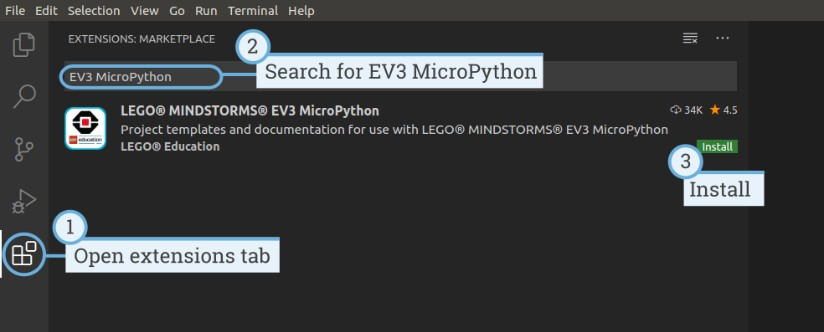 File Edit Selection View Go Run Terminal Help
EXTENSIONS: MARKETPLACE
2
Search for EV3 MicroPython
EV3 MicroPython
LEGO® MINDSTORMS® EV3 MicroPython
34K 4.5
Project templates and documentation for use with LEGO® MINDSTORMS® EV3 MicroPython
education
LEGO® Education
Install
3
Install
1
Open extensions tab